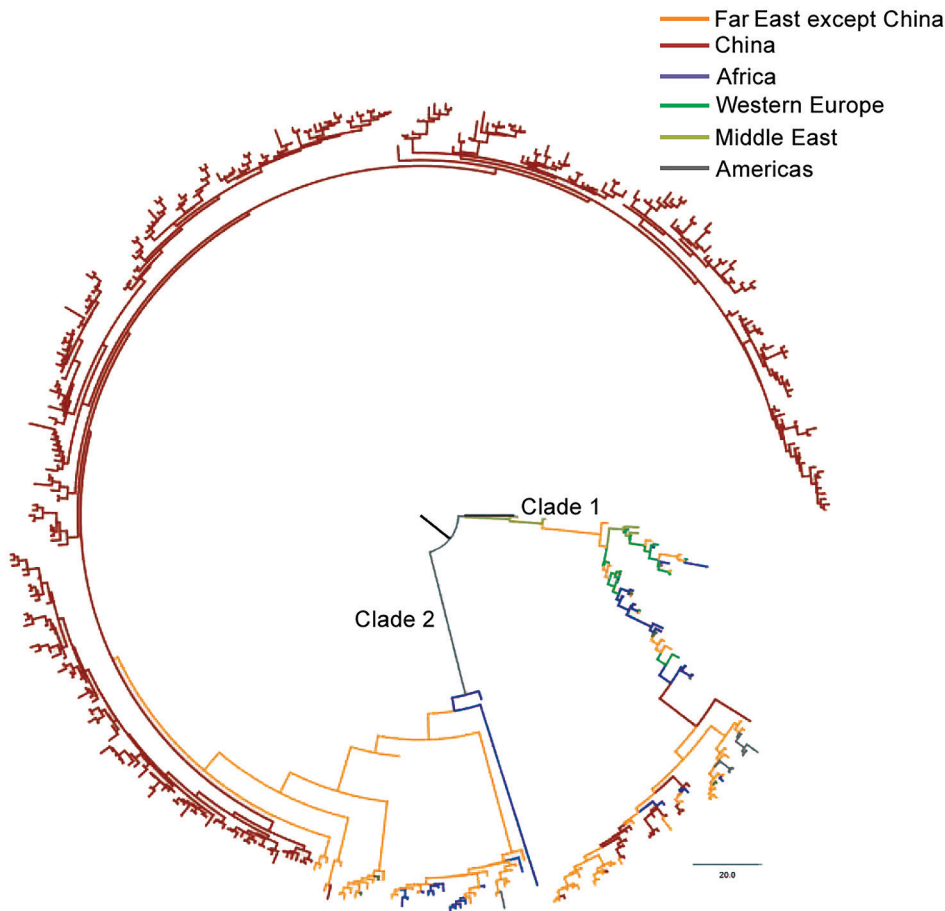 Far East except China
China
Africa
Western Europe
Middle East
Americas
Clade 1
Clade 2
20.0